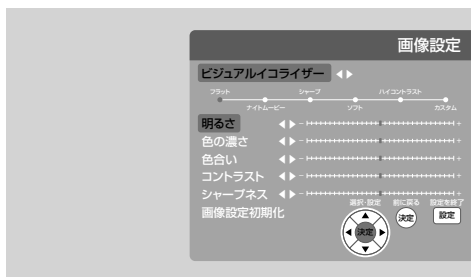 画像設定
ビジュアルイコライザー
フラット シャープ ハイコントラスト
ナイトムービー ソフト カスタム
明るさ - +
色の濃さ - +
色合い - +
コントラスト - +
シャープネス - +
画像設定初期化
選択・設定 前に戻る 設定を終了
決定 決定 設定